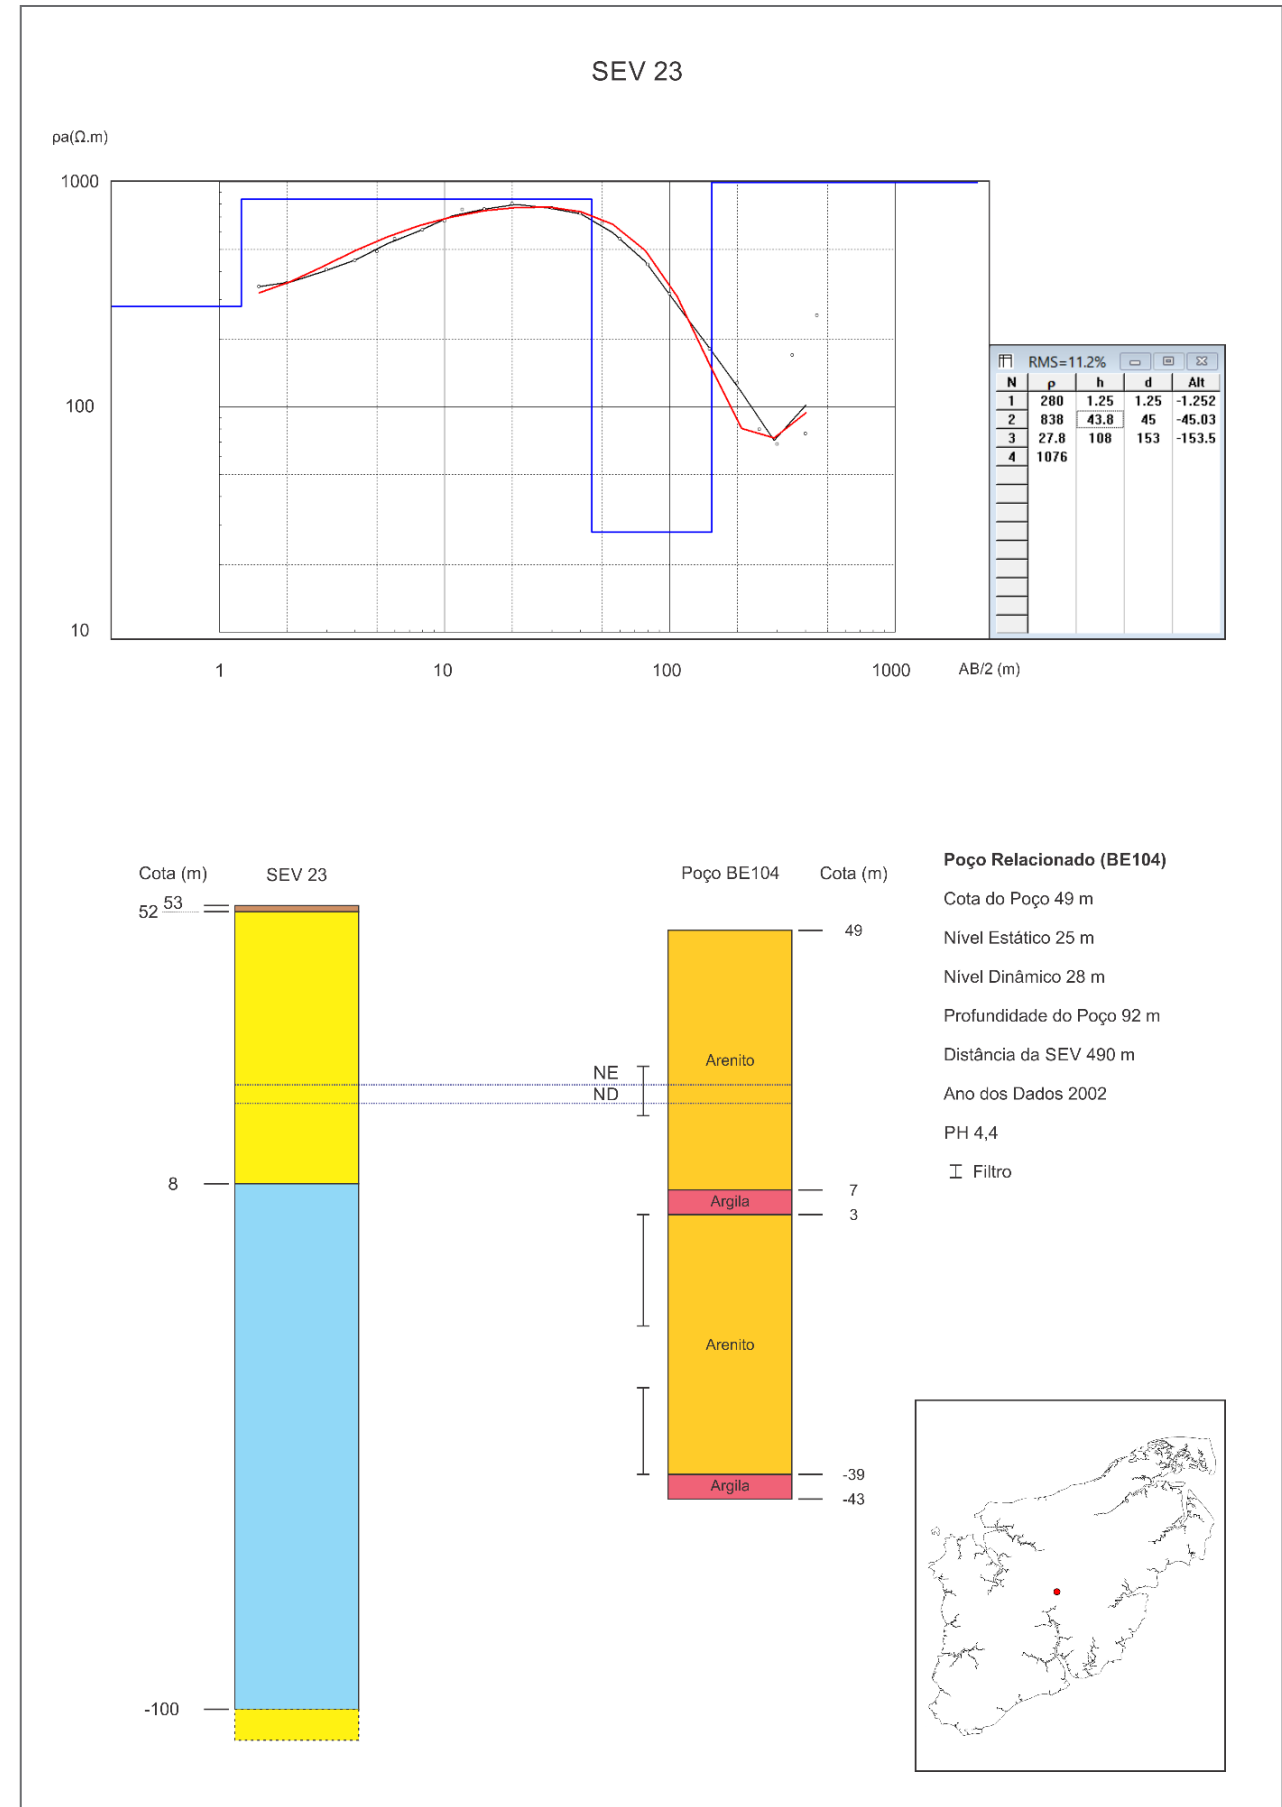 SEV 23
ρa(Ω.m)
1000
100
10
1 10 100 1000 AB/2 (m)
RMS=11.2%
N ρ h d Alt
1 280 1.25 1.25 -1.252
2 838 43.8 45 -45.03
3 27.8 108 153 -153.5
4 1076
Cota (m) SEV 23
53
52
8
-100
Poço BE104 Cota (m)
49
Arenito
NE
ND
7
Argila
3
Arenito
-39
Argila
-43
Poço Relacionado (BE104)
Cota do Poço 49 m
Nível Estático 25 m
Nível Dinâmico 28 m
Profundidade do Poço 92 m
Distância da SEV 490 m
Ano dos Dados 2002
PH 4,4
Filtro